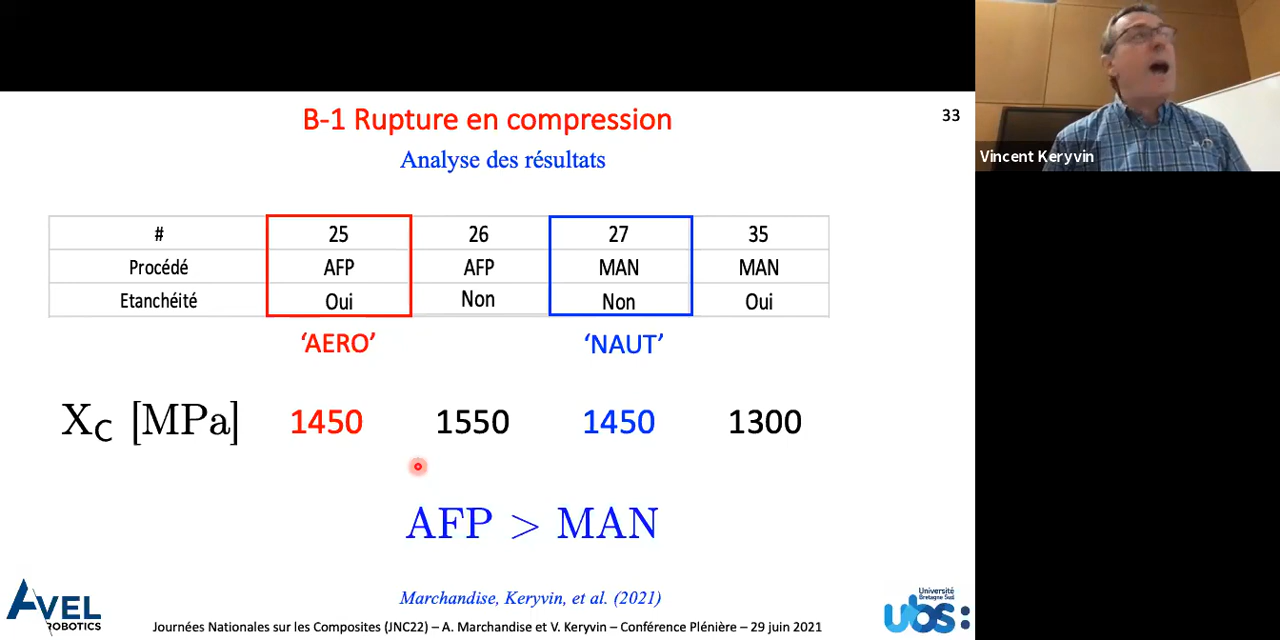 B-1 Rupture en compression
33
Analyse des résultats
Vincent Keryvin
# 25 26 27 35
Procédé AFP AFP MAN MAN
Etanchéité Oui Non Non Oui
‘AERO’ ‘NAUT’
XC [MPa] 1450 1550 1450 1300
AFP > MAN
Marchandise, Keryvin, et al. (2021)
AVEL
ROBOTICS
Journées Nationales sur les Composites (JNC22) – A. Marchandise et V. Keryvin – Conférence Plénière – 29 juin 2021
Université
Bretagne Sud
ubs: